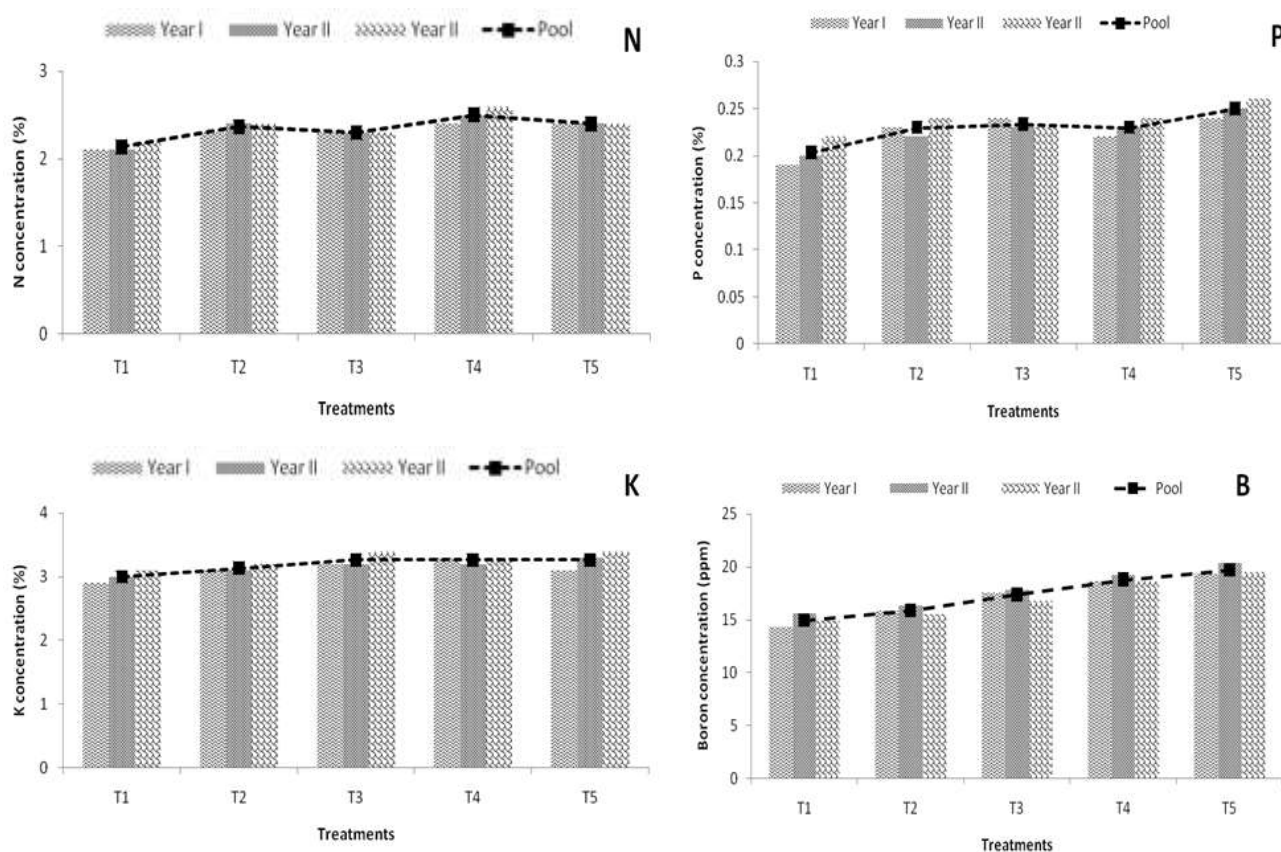 Year I Year II Year II Pool
N
N concentration (%)
3
2
1
0
T1 T2 T3 T4 T5
Treatments
Year I Year II Year II Pool
P
P concentration (%)
0.3
0.25
0.2
0.15
0.1
0.05
0
T1 T2 T3 T4 T5
Treatments
Year I Year II Year II Pool
K
K concentration (%)
4
3
2
1
0
T1 T2 T3 T4 T5
Treatments
Year I Year II Year II Pool
B
Boron concentration (ppm)
25
20
15
10
5
0
T1 T2 T3 T4 T5
Treatments